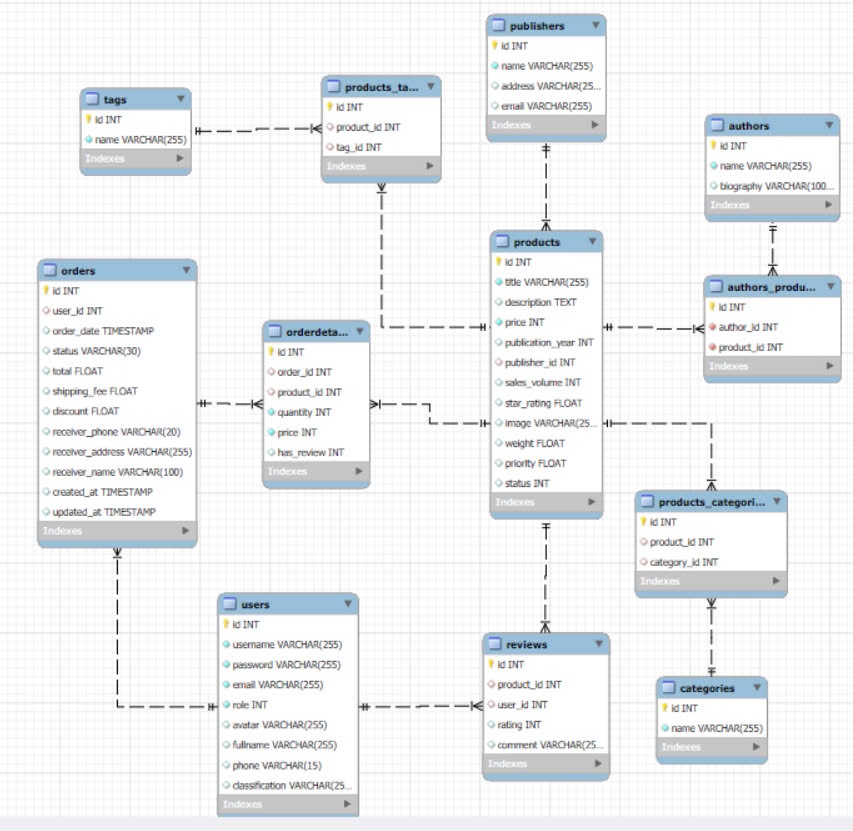 publishers
id INT
name VARCHAR(255)
address VARCHAR(25...
email VARCHAR(255)
Indexes
tags
id INT
name VARCHAR(255)
Indexes
products_ta...
id INT
product_id INT
tag_id INT
Indexes
authors
id INT
name VARCHAR(255)
biography VARCHAR(100...
Indexes
products
id INT
title VARCHAR(255)
description TEXT
price INT
publication_year INT
publisher_id INT
sales_volume INT
star_rating FLOAT
image VARCHAR(25...
weight FLOAT
priority FLOAT
status INT
Indexes
orders
id INT
user_id INT
order_date TIMESTAMP
status VARCHAR(30)
total FLOAT
shipping_fee FLOAT
discount FLOAT
receiver_phone VARCHAR(20)
receiver_address VARCHAR(255)
receiver_name VARCHAR(100)
created_at TIMESTAMP
updated_at TIMESTAMP
Indexes
orderdeta...
id INT
order_id INT
product_id INT
quantity INT
price INT
has_review INT
Indexes
authors_produ...
id INT
author_id INT
product_id INT
Indexes
products_categori...
id INT
product_id INT
category_id INT
Indexes
users
id INT
username VARCHAR(255)
password VARCHAR(255)
email VARCHAR(255)
role INT
avatar VARCHAR(255)
fullname VARCHAR(255)
phone VARCHAR(15)
classification VARCHAR(25...
Indexes
reviews
id INT
product_id INT
user_id INT
rating INT
comment VARCHAR(25...
Indexes
categories
id INT
name VARCHAR(255)
Indexes